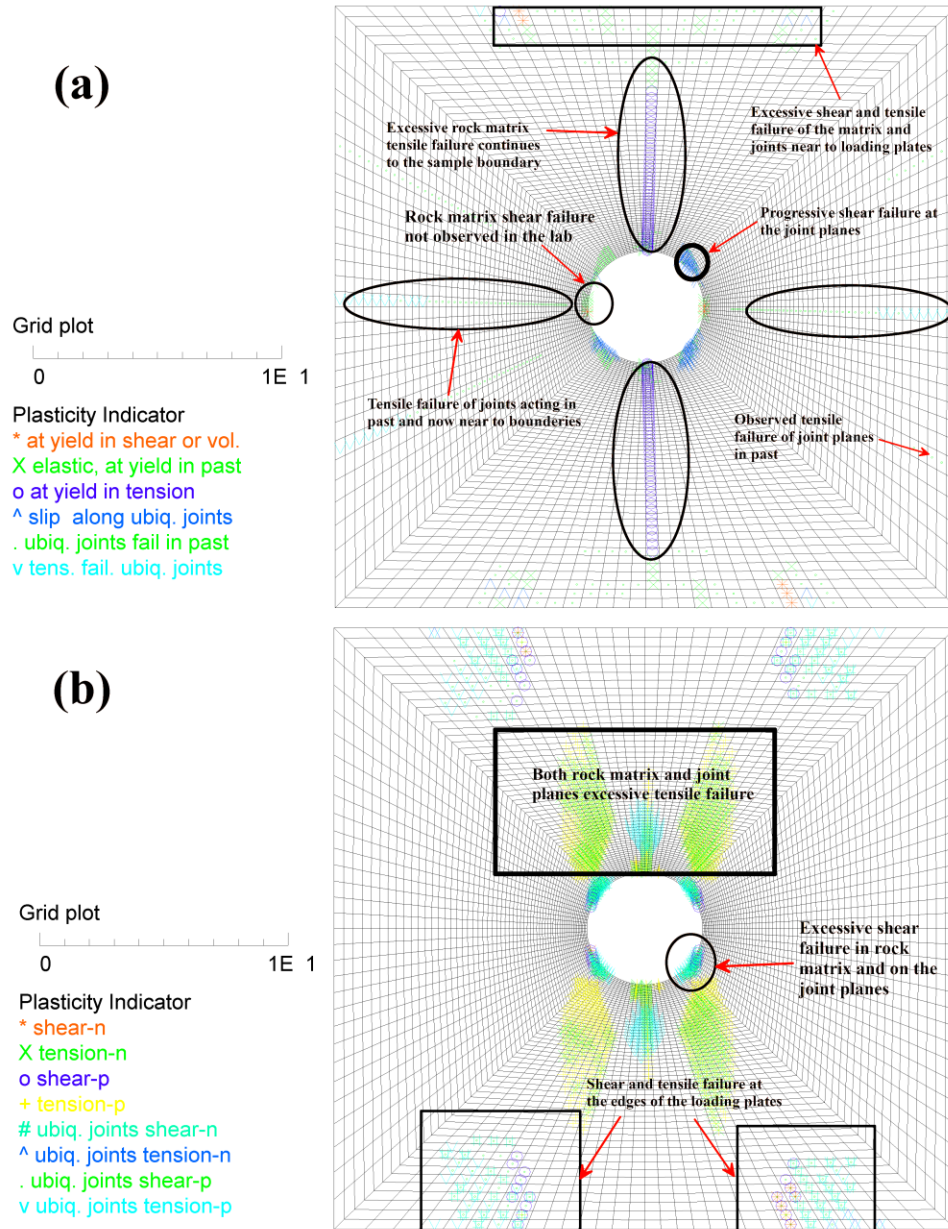 (a)
Excessive rock matrix
tensile failure continues
to the sample boundary
Excessive shear and tensile
failure of the matrix and
joints near to loading plates
Rock matrix shear failure
not observed in the lab
Progressive shear failure at
the joint planes
Tensile failure of joints acting in
past and now near to bounderies
Observed tensile
failure of joint planes
in past
Grid plot
0 1E 1
Plasticity Indicator
* at yield in shear or vol.
X elastic, at yield in past
o at yield in tension
^ slip along ubiq. joints
. ubiq. joints fail in past
v tens. fail. ubiq. joints
(b)
Both rock matrix and joint
planes excessive tensile failure
Excessive shear
failure in rock
matrix and on the
joint planes
Shear and tensile failure at
the edges of the loading plates
Grid plot
0 1E 1
Plasticity Indicator
* shear-n
X tension-n
o shear-p
+ tension-p
# ubiq. joints shear-n
^ ubiq. joints tension-n
. ubiq. joints shear-p
v ubiq. joints tension-p